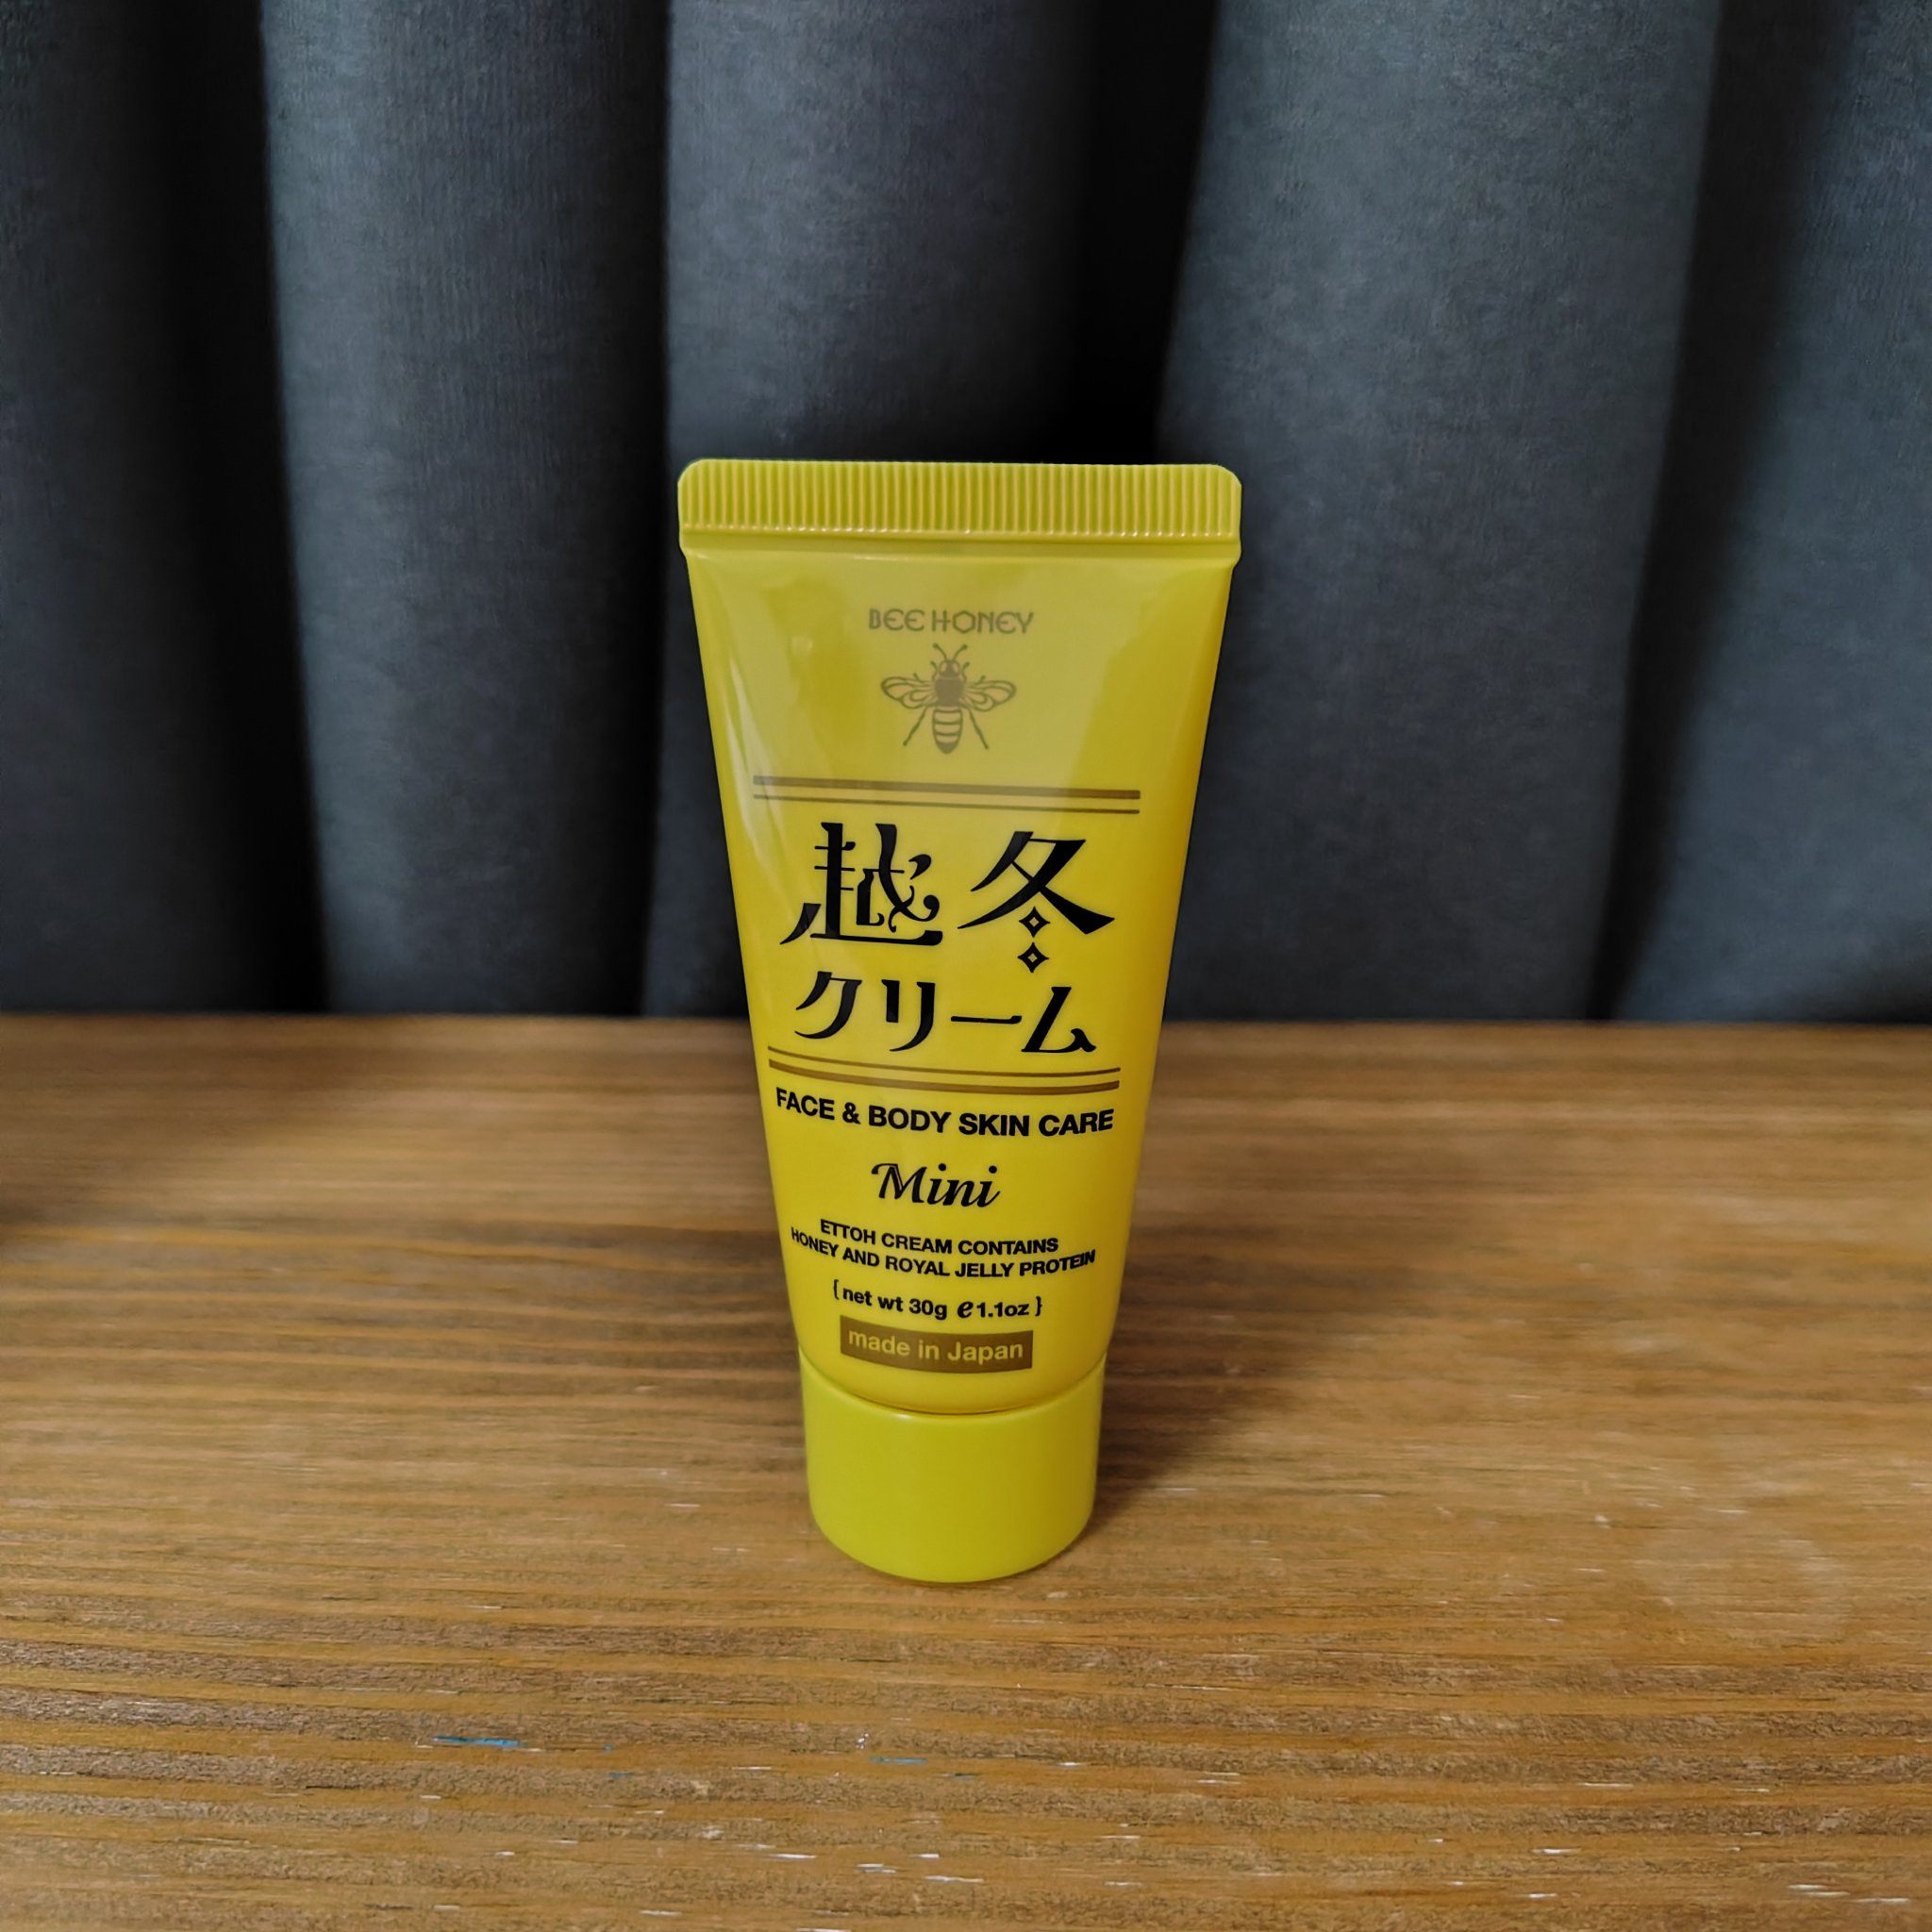 BEE HONEY
越冬
クリーム
FACE & BODY SKIN CARE
Mini
ETTOH CREAM CONTAINS
HONEY AND ROYAL JELLY PROTEIN
{ net wt 30g ℮ 1.1oz }
made in Japan